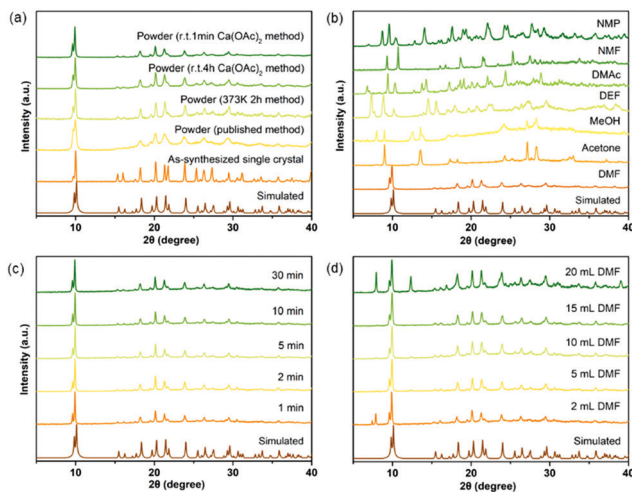 (a)
Powder (r.t.1min Ca(OAc)2 method)
Powder (r.t.4h Ca(OAc)2 method)
Powder (373K 2h method)
Powder (published method)
As-synthesized single crystal
Simulated
Intensity (a.u.)
10 20 30 40
2θ (degree)
(b)
NMP
NMF
DMAc
DEF
MeOH
Acetone
DMF
Simulated
Intensity (a.u.)
10 20 30 40
2θ (degree)
(c)
30 min
10 min
5 min
2 min
1 min
Simulated
Intensity (a.u.)
10 20 30 40
2θ (degree)
(d)
20 mL DMF
15 mL DMF
10 mL DMF
5 mL DMF
2 mL DMF
Simulated
Intensity (a.u.)
10 20 30 40
2θ (degree)